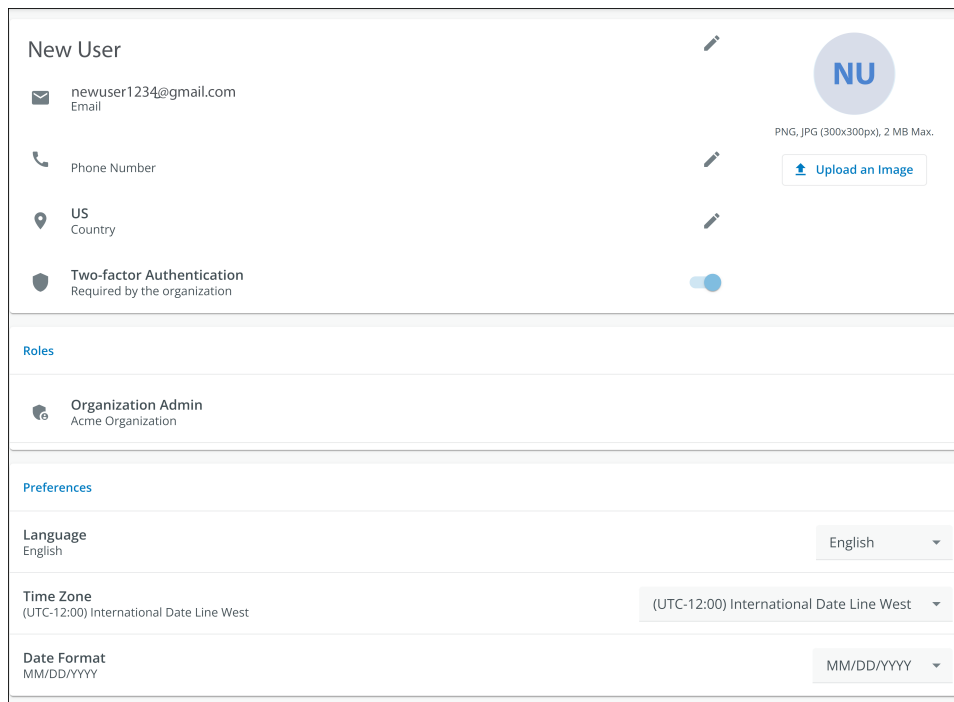 New User
NU
newuser1234@gmail.com
Email
PNG, JPG (300x300px), 2 MB Max.
Phone Number
Upload an Image
US
Country
Two-factor Authentication
Required by the organization
Roles
Organization Admin
Acme Organization
Preferences
Language
English
English
Time Zone
(UTC-12:00) International Date Line West
(UTC-12:00) International Date Line West
Date Format
MM/DD/YYYY
MM/DD/YYYY